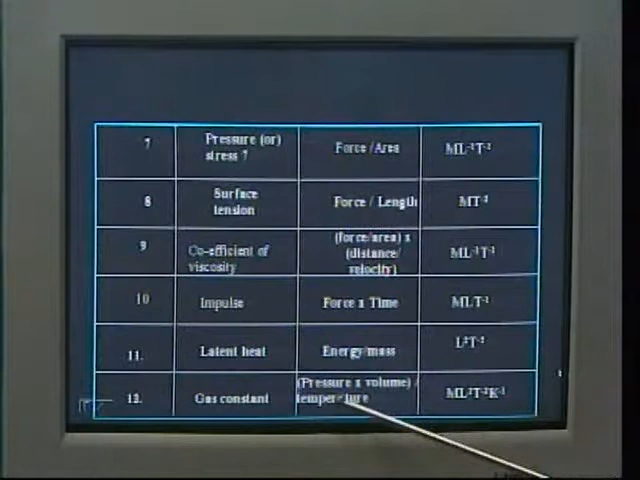 7 Pressure (or) Force /Area ML⁻¹T⁻²
stress ?
8 Surface Force / Length MT⁻²
tension
9 Co-efficient of (force/area) x ML⁻¹T⁻¹
viscosity (distance/
velocity)
10 Impulse Force x Time MLT⁻¹
11. Latent heat Energy/mass L²T⁻²
12. Gas constant (Pressure x volume) / ML²T⁻²K⁻¹
temperature